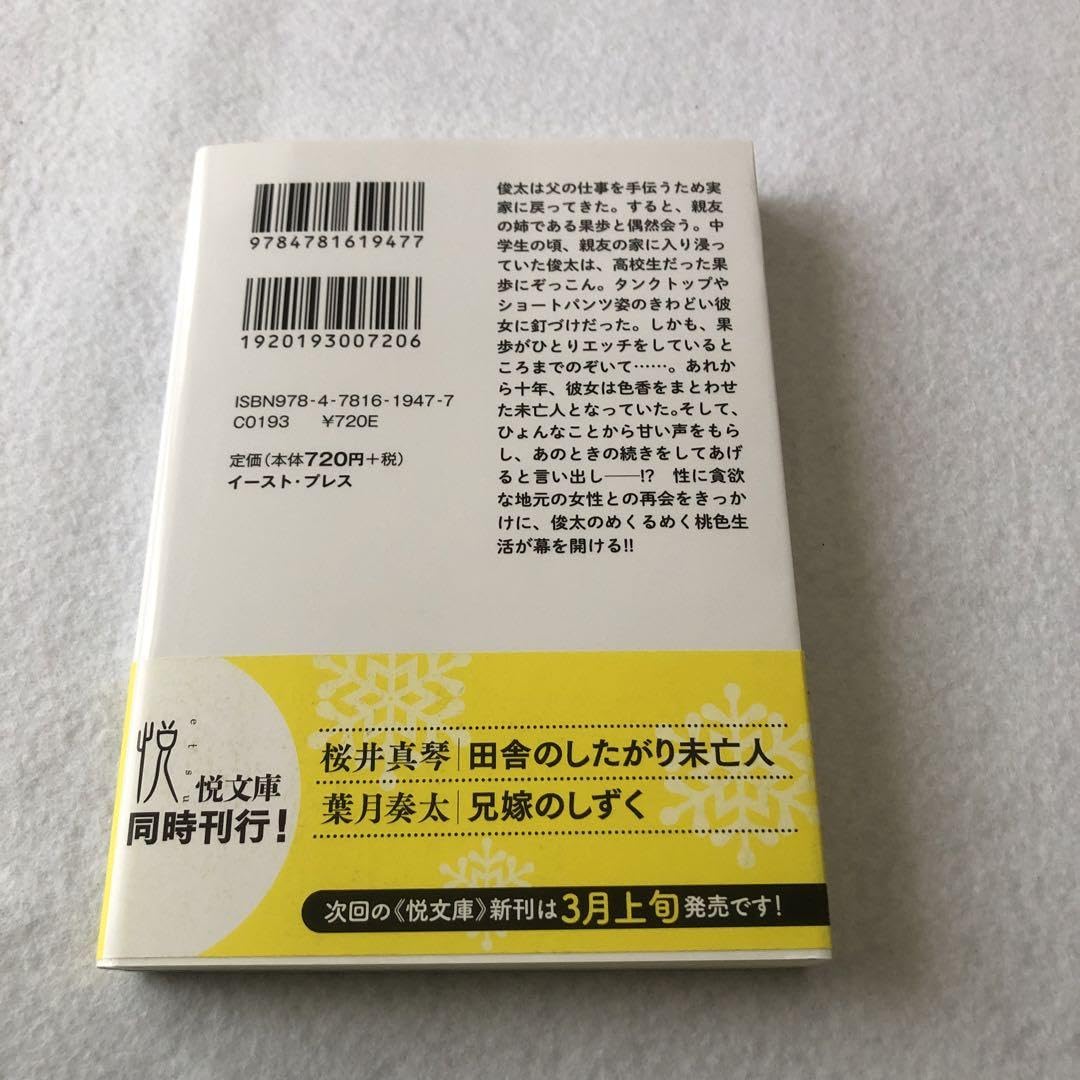 9784781619477
1920193007206
ISBN978-4-7816-1947-7
C0193 ¥720E
定価(本体720円+税)
イースト・プレス
俊太は父の仕事を手伝うため実
家に戻ってきた。すると、親友
の姉である果歩と偶然会う。中
学生の頃、親友の家に入り浸っ
ていた俊太は、高校生だった果
歩にぞっこん。タンクトップや
ショートパンツ姿のきわどい彼
女に釘づけだった。しかも、果
歩がひとりエッチをしていると
ころまでのぞいて……。あれか
ら十年、彼女は色香をまとわせ
た未亡人となっていた。そして、
ひょんなことから甘い声をもら
し、あのときの続きをしてあげ
ると言い出し――!? 性に貪欲
な地元の女性との再会をきっか
けに、俊太のめくるめく桃色生
活が幕を開ける!!
悦
etsu
悦文庫
同時刊行!
桜井真琴|田舎のしたがり未亡人
葉月奏太|兄嫁のしずく
次回の《悦文庫》新刊は3月上旬発売です!